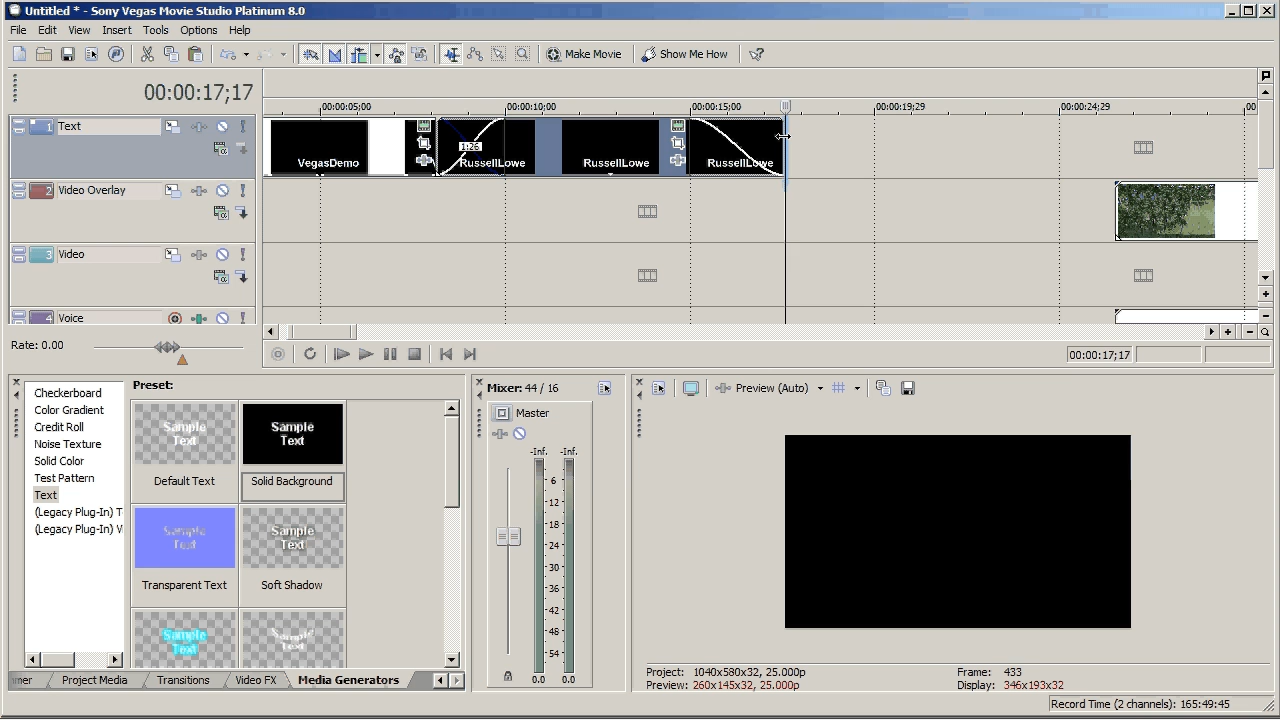 Untitled * - Sony Vegas Movie Studio Platinum 8.0
File Edit View Insert Tools Options Help
Make Movie Show Me How
00:00:17;17
00:00:05;00 00:00:10;00 00:00:15;00 00:00:19;29 00:00:24;29 00
1 Text
VegasDemo 1:26 RussellLowe RussellLowe RussellLowe
2 Video Overlay
3 Video
Voice
Rate: 0.00
00:00:17;17
Checkerboard
Color Gradient
Credit Roll
Noise Texture
Solid Color
Test Pattern
Text
(Legacy Plug-In) T
(Legacy Plug-In) V
Preset:
Sample Text
Sample Text
Default Text
Solid Background
Sample Text
Sample Text
Transparent Text
Soft Shadow
Sample Text
Sample Text
mer Project Media Transitions Video FX Media Generators
Mixer: 44 / 16
Master
-Inf. -Inf.
6
12
18
24
30
36
42
48
54
0.0 0.0
Preview (Auto)
Project: 1040x580x32, 25.000p
Preview: 260x145x32, 25.000p
Frame: 433
Display: 346x193x32
Record Time (2 channels): 165:49:45